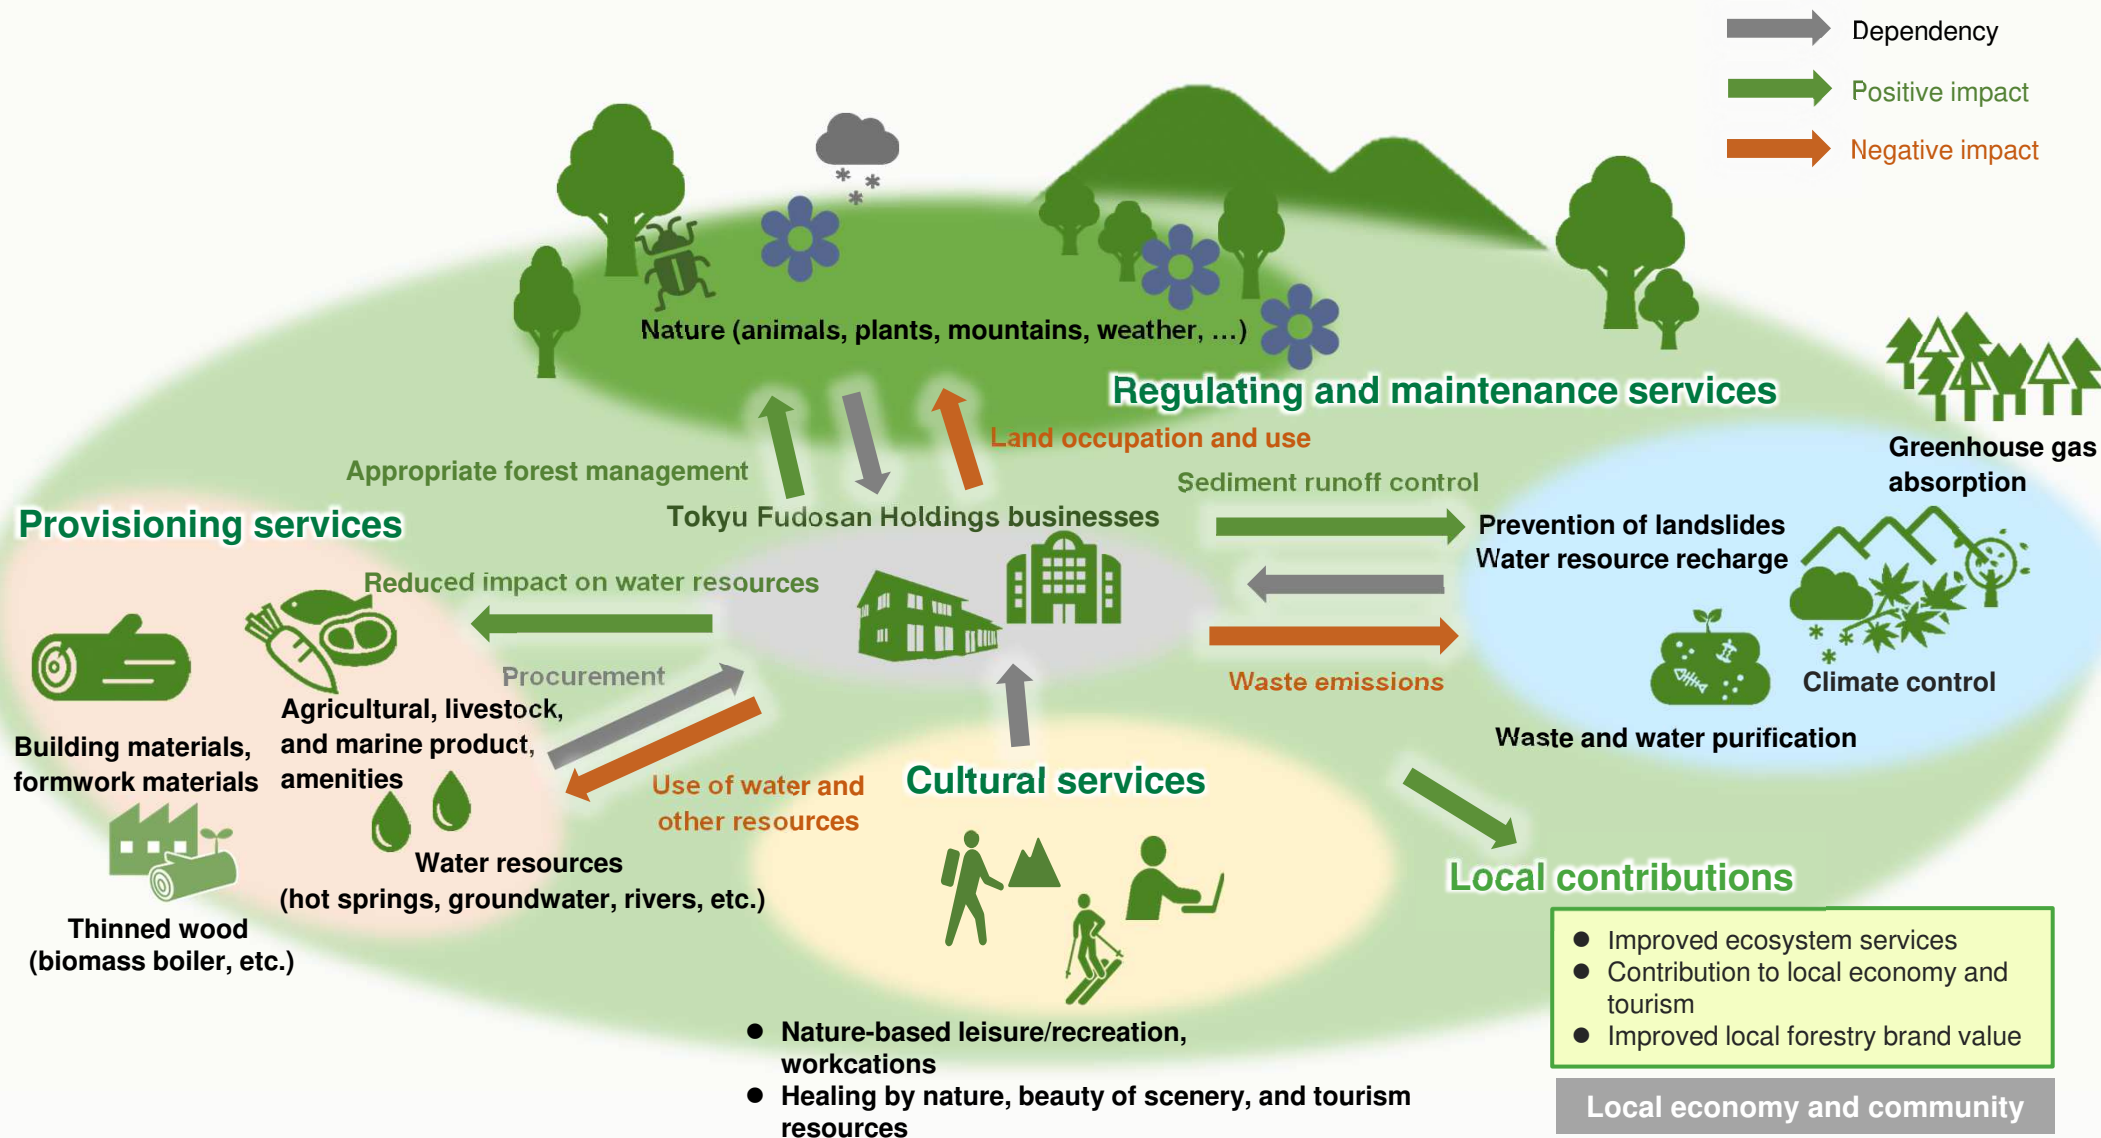 Dependency
Positive impact
Negative impact
Nature (animals, plants, mountains, weather, …)
Regulating and maintenance services
Land occupation and use
Appropriate forest management
Greenhouse gas
absorption
Sediment runoff control
Provisioning services
Tokyu Fudosan Holdings businesses
Prevention of landslides
Water resource recharge
Reduced impact on water resources
Procurement
Waste emissions
Climate control
Agricultural, livestock,
and marine product,
amenities
Building materials,
formwork materials
Waste and water purification
Use of water and
other resources
Cultural services
Water resources
(hot springs, groundwater, rivers, etc.)
Local contributions
Thinned wood
(biomass boiler, etc.)
● Improved ecosystem services
● Contribution to local economy and
tourism
● Improved local forestry brand value
● Nature-based leisure/recreation,
workcations
● Healing by nature, beauty of scenery, and tourism
resources
Local economy and community